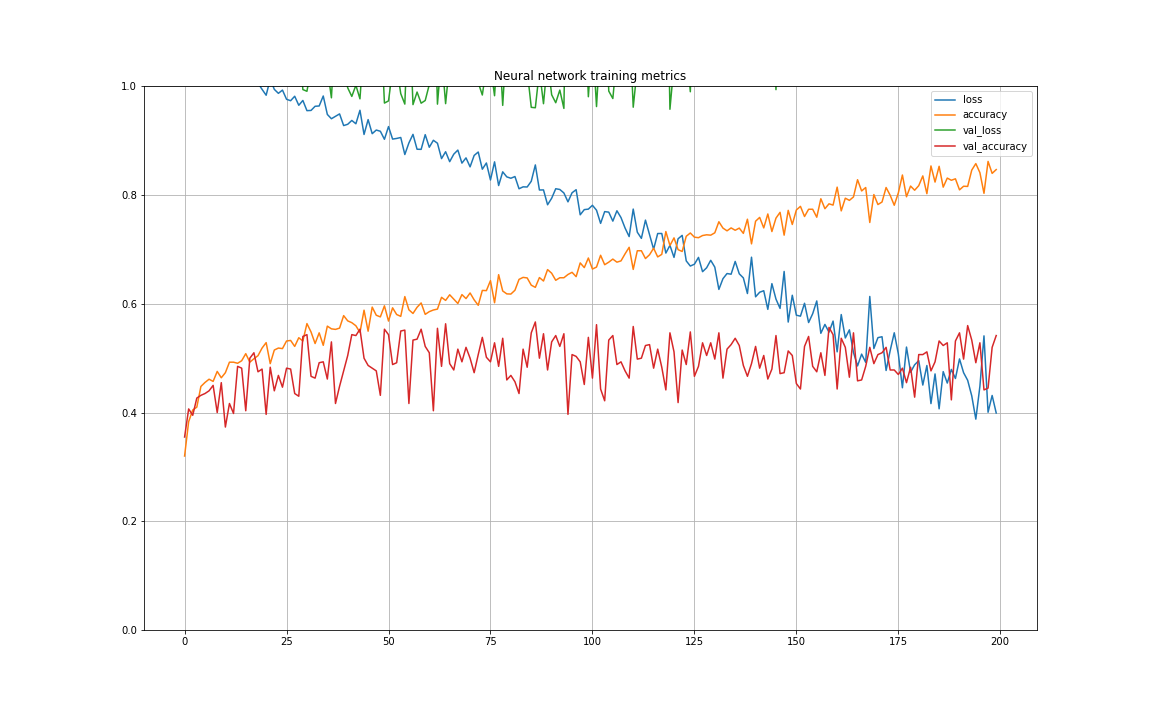 Neural network training metrics
1.0
0.8
0.6
0.4
0.2
0.0
loss
accuracy
val_loss
val_accuracy
0 25 50 75 100 125 150 175 200